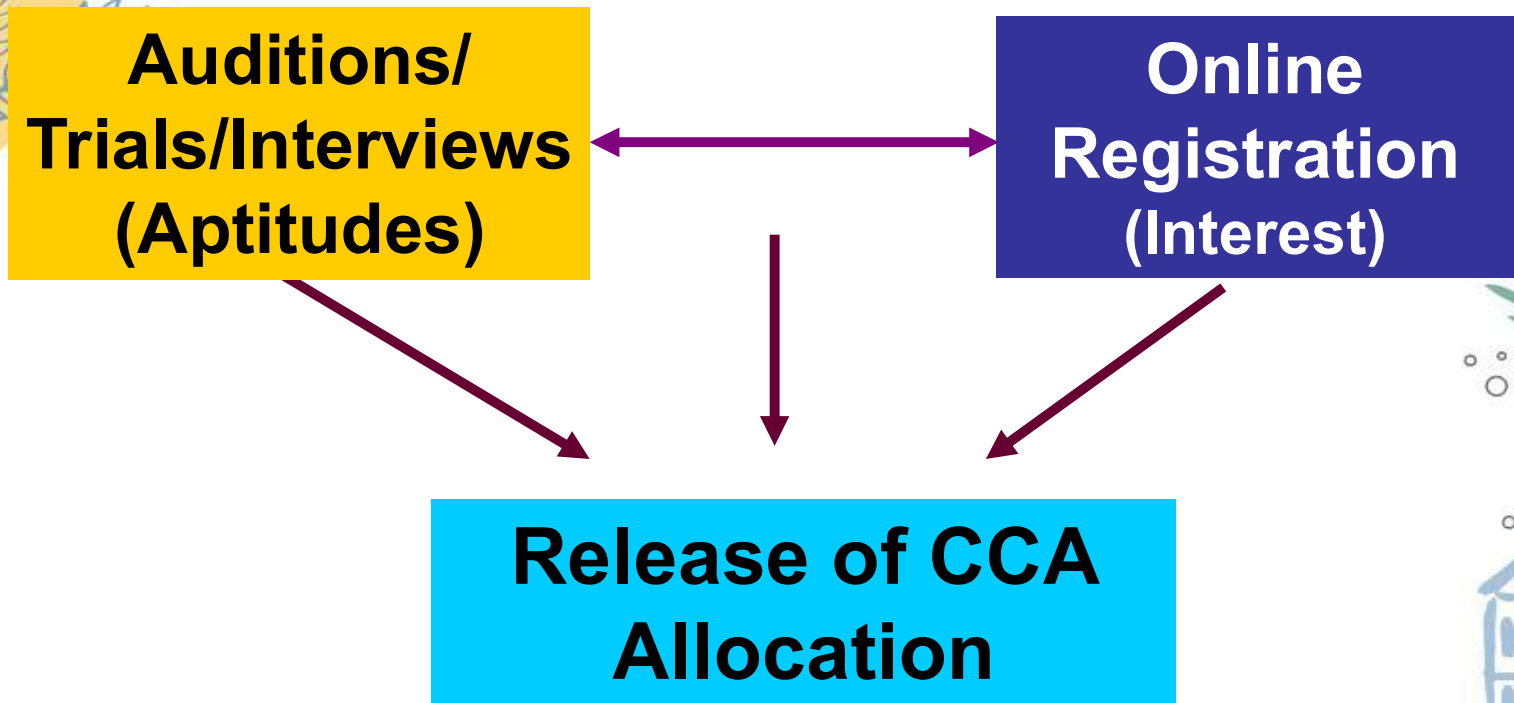 Auditions/
Trials/Interviews
(Aptitudes)
Online
Registration
(Interest)
Release of CCA
Allocation